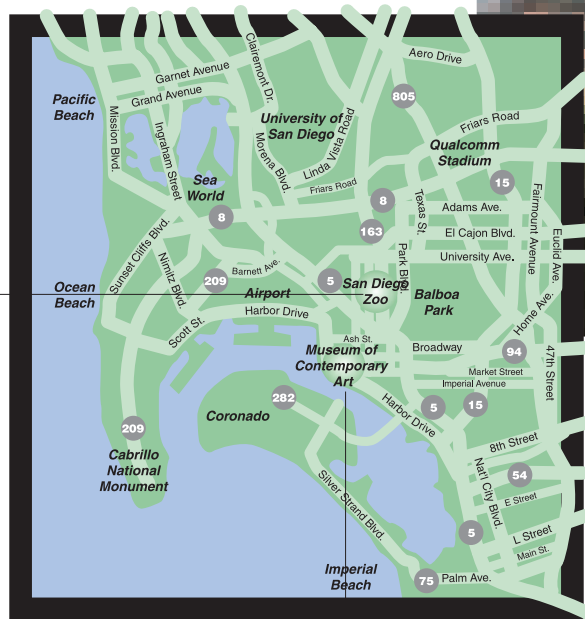 Aero Drive
Clairemont Dr.
Garnet Avenue
805
Grand Avenue
Pacific
Beach
Mission Blvd.
Ingraham Street
University of
San Diego
Friars Road
Linda Vista Road
Morena Blvd.
Qualcomm
Stadium
Sea
World
Friars Road
15
8
Texas St.
Adams Ave.
Fairmount Avenue
8
163
El Cajon Blvd.
Euclid Ave.
Sunset Cliffs Blvd.
Park Blvd.
University Ave.
Nimilz Blvd.
Barnett Ave.
209
5
San Diego
Zoo
Ocean
Beach
Airport
Balboa
Park
Home Ave.
Harbor Drive
Scott St.
Ash St.
Museum of
Contemporary
Art
Broadway
94
47th Street
Market Street
Imperial Avenue
282
Coronado
Harbor Drive
5
15
209
8th Street
Cabrillo
National
Monument
Nat'l City Blvd.
54
Silver Strand Blvd.
E Street
5
L Street
Main St.
Imperial
Beach
75
Palm Ave.